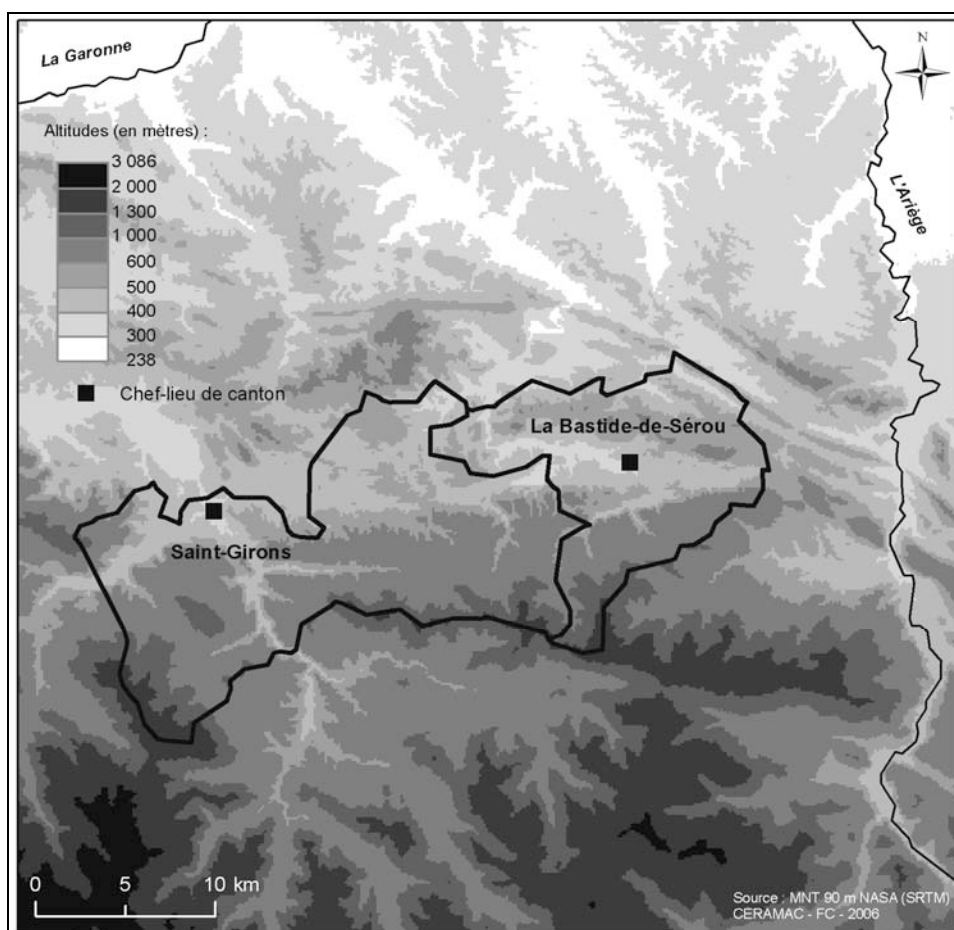 La Garonne
N
Altitudes (en mètres) :
3 086
2 000
1 300
1 000
600
500
400
300
238
Chef-lieu de canton
L'Ariège
La Bastide-de-Sérou
Saint-Girons
0 5 10 km
Source : MNT 90 m NASA (SRTM)
CERAMAC - FC - 2006